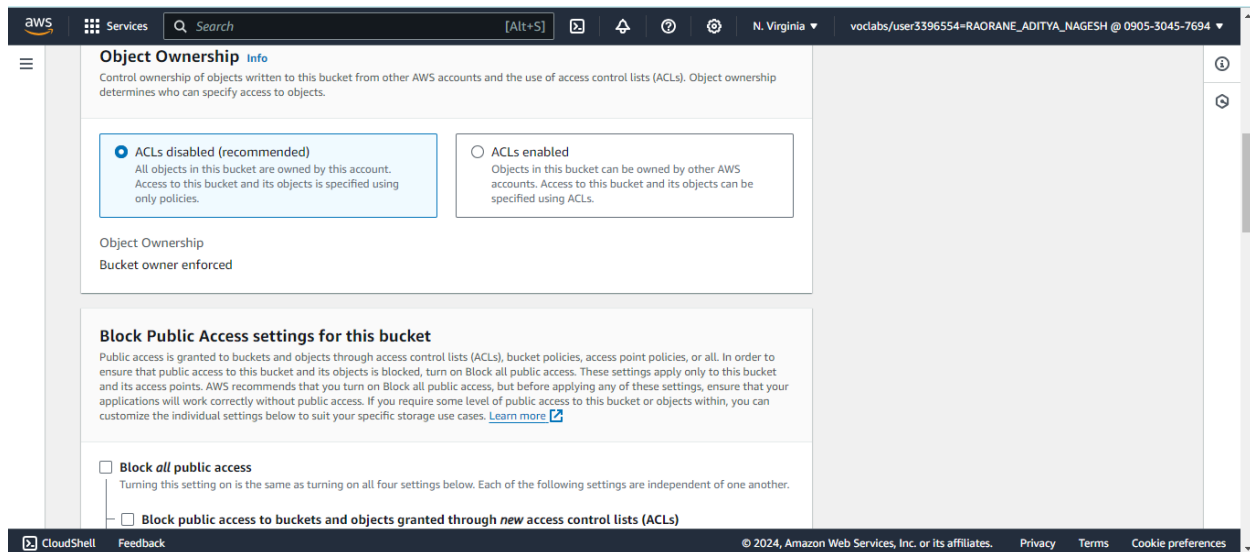 aws
Services
Search
[Alt+S]
N. Virginia
voclabs/user3396554=RAORANE_ADITYA_NAGESH @ 0905-3045-7694
Object Ownership Info
Control ownership of objects written to this bucket from other AWS accounts and the use of access control lists (ACLs). Object ownership
determines who can specify access to objects.
ACLs disabled (recommended)
All objects in this bucket are owned by this account.
Access to this bucket and its objects is specified using
only policies.
ACLs enabled
Objects in this bucket can be owned by other AWS
accounts. Access to this bucket and its objects can be
specified using ACLs.
Object Ownership
Bucket owner enforced
Block Public Access settings for this bucket
Public access is granted to buckets and objects through access control lists (ACLs), bucket policies, access point policies, or all. In order to
ensure that public access to this bucket and its objects is blocked, turn on Block all public access. These settings apply only to this bucket
and its access points. AWS recommends that you turn on Block all public access, but before applying any of these settings, ensure that your
applications will work correctly without public access. If you require some level of public access to this bucket or objects within, you can
customize the individual settings below to suit your specific storage use cases. Learn more
Block all public access
Turning this setting on is the same as turning on all four settings below. Each of the following settings are independent of one another.
Block public access to buckets and objects granted through new access control lists (ACLs)
CloudShell
Feedback
© 2024, Amazon Web Services, Inc. or its affiliates.
Privacy
Terms
Cookie preferences